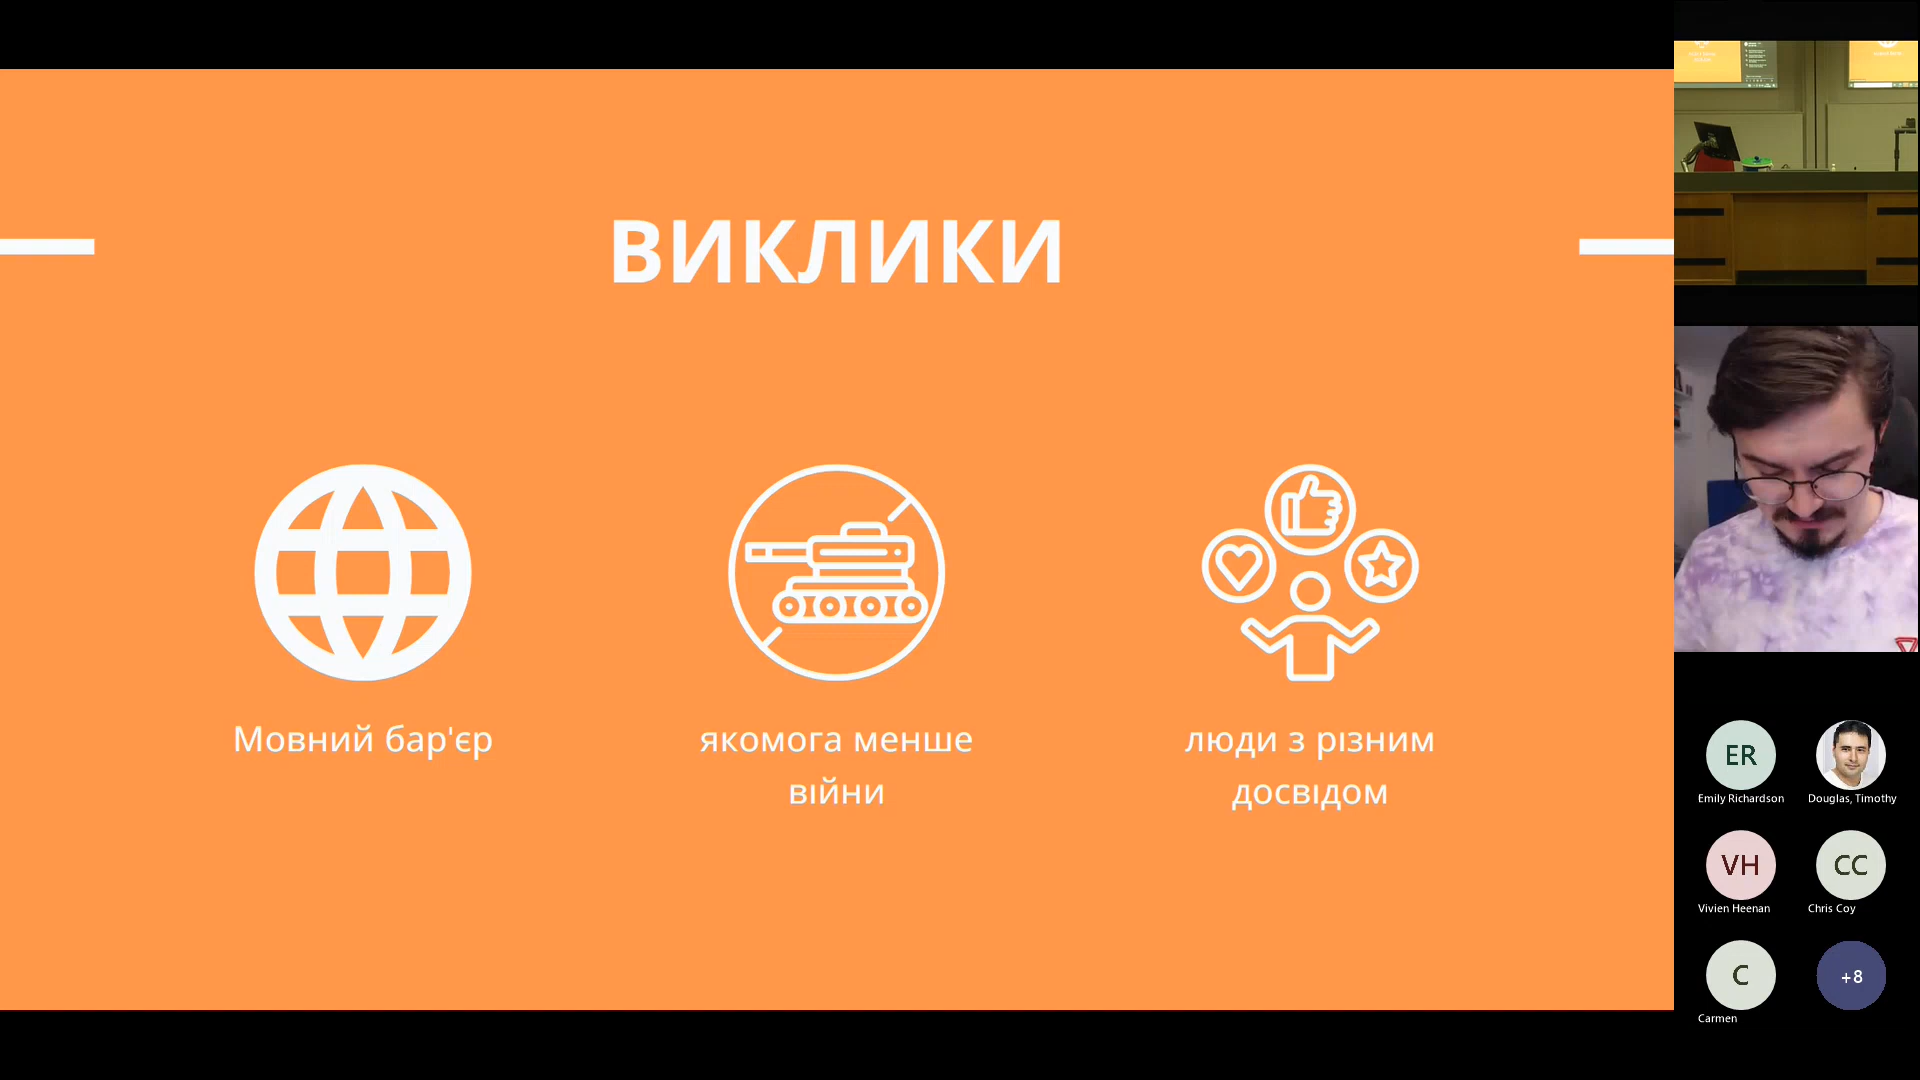 ВИКЛИКИ
Мовний бар'єр
якомога менше
війни
люди з різним
досвідом
ER
Emily Richardson
Douglas, Timothy
VH
Vivien Heenan
CC
Chris Coy
C
Carmen
+8